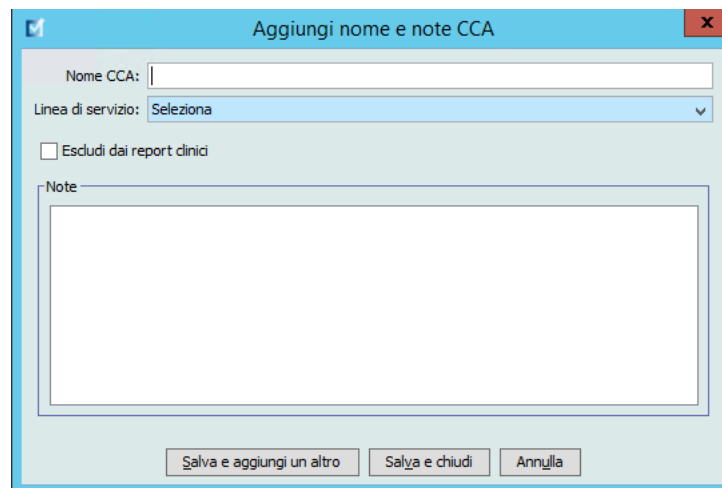 Aggiungi nome e note CCA
x
Nome CCA:
Linea di servizio: Seleziona
Escludi dai report clinici
Note
Salva e aggiungi un altro Salva e chiudi Annulla